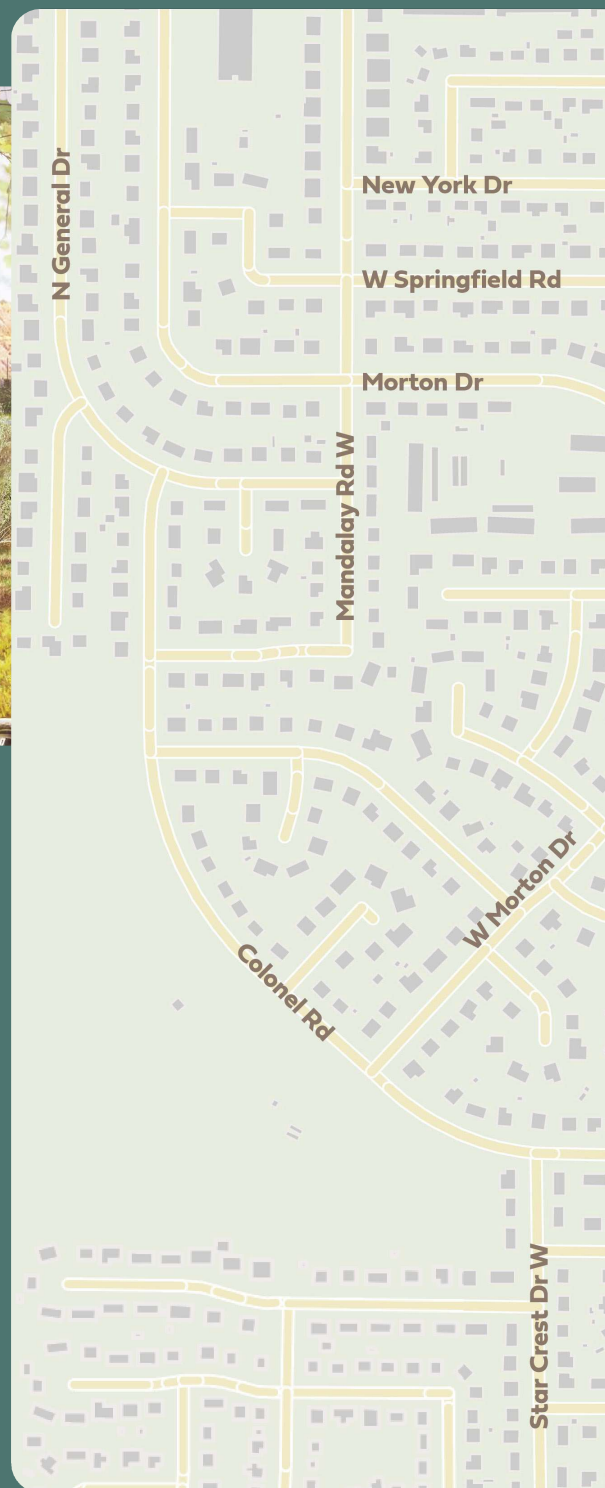 N General Dr
New York Dr
W Springfield Rd
Morton Dr
Mandalay Rd W
W Morton Dr
Colonel Rd
Star Crest Dr W